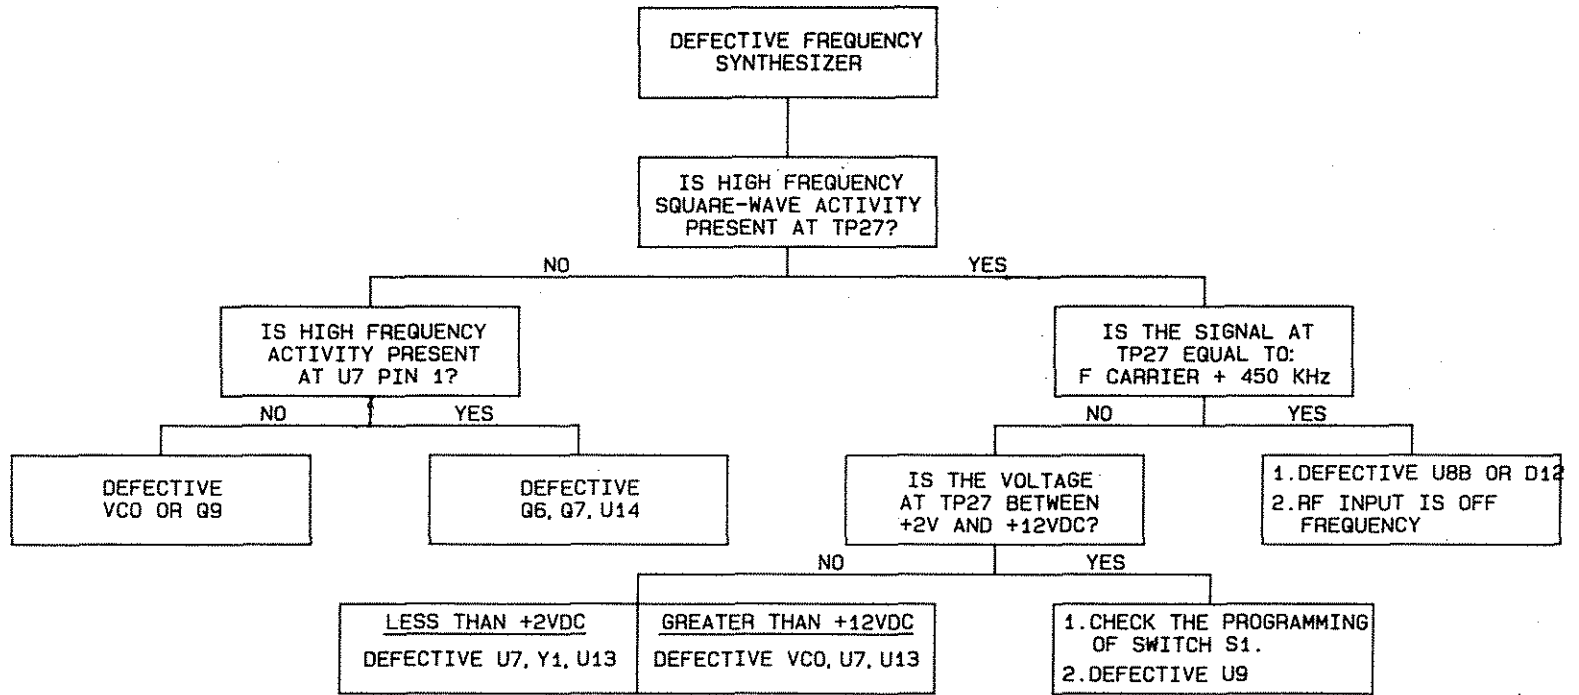 DEFECTIVE FREQUENCY
SYNTHESIZER
IS HIGH FREQUENCY
SQUARE-WAVE ACTIVITY
PRESENT AT TP27?
NO
YES
IS HIGH FREQUENCY
ACTIVITY PRESENT
AT U7 PIN 1?
IS THE SIGNAL AT
TP27 EQUAL TO:
F CARRIER + 450 KHz
NO
YES
NO
YES
DEFECTIVE
VCO OR Q9
DEFECTIVE
Q6, Q7, U14
IS THE VOLTAGE
AT TP27 BETWEEN
+2V AND +12VDC?
1.DEFECTIVE U8B OR D12
2.RF INPUT IS OFF
FREQUENCY
NO
YES
LESS THAN +2VDC
DEFECTIVE U7, Y1, U13
GREATER THAN +12VDC
DEFECTIVE VCO, U7, U13
1.CHECK THE PROGRAMMING
OF SWITCH S1.
2.DEFECTIVE U9